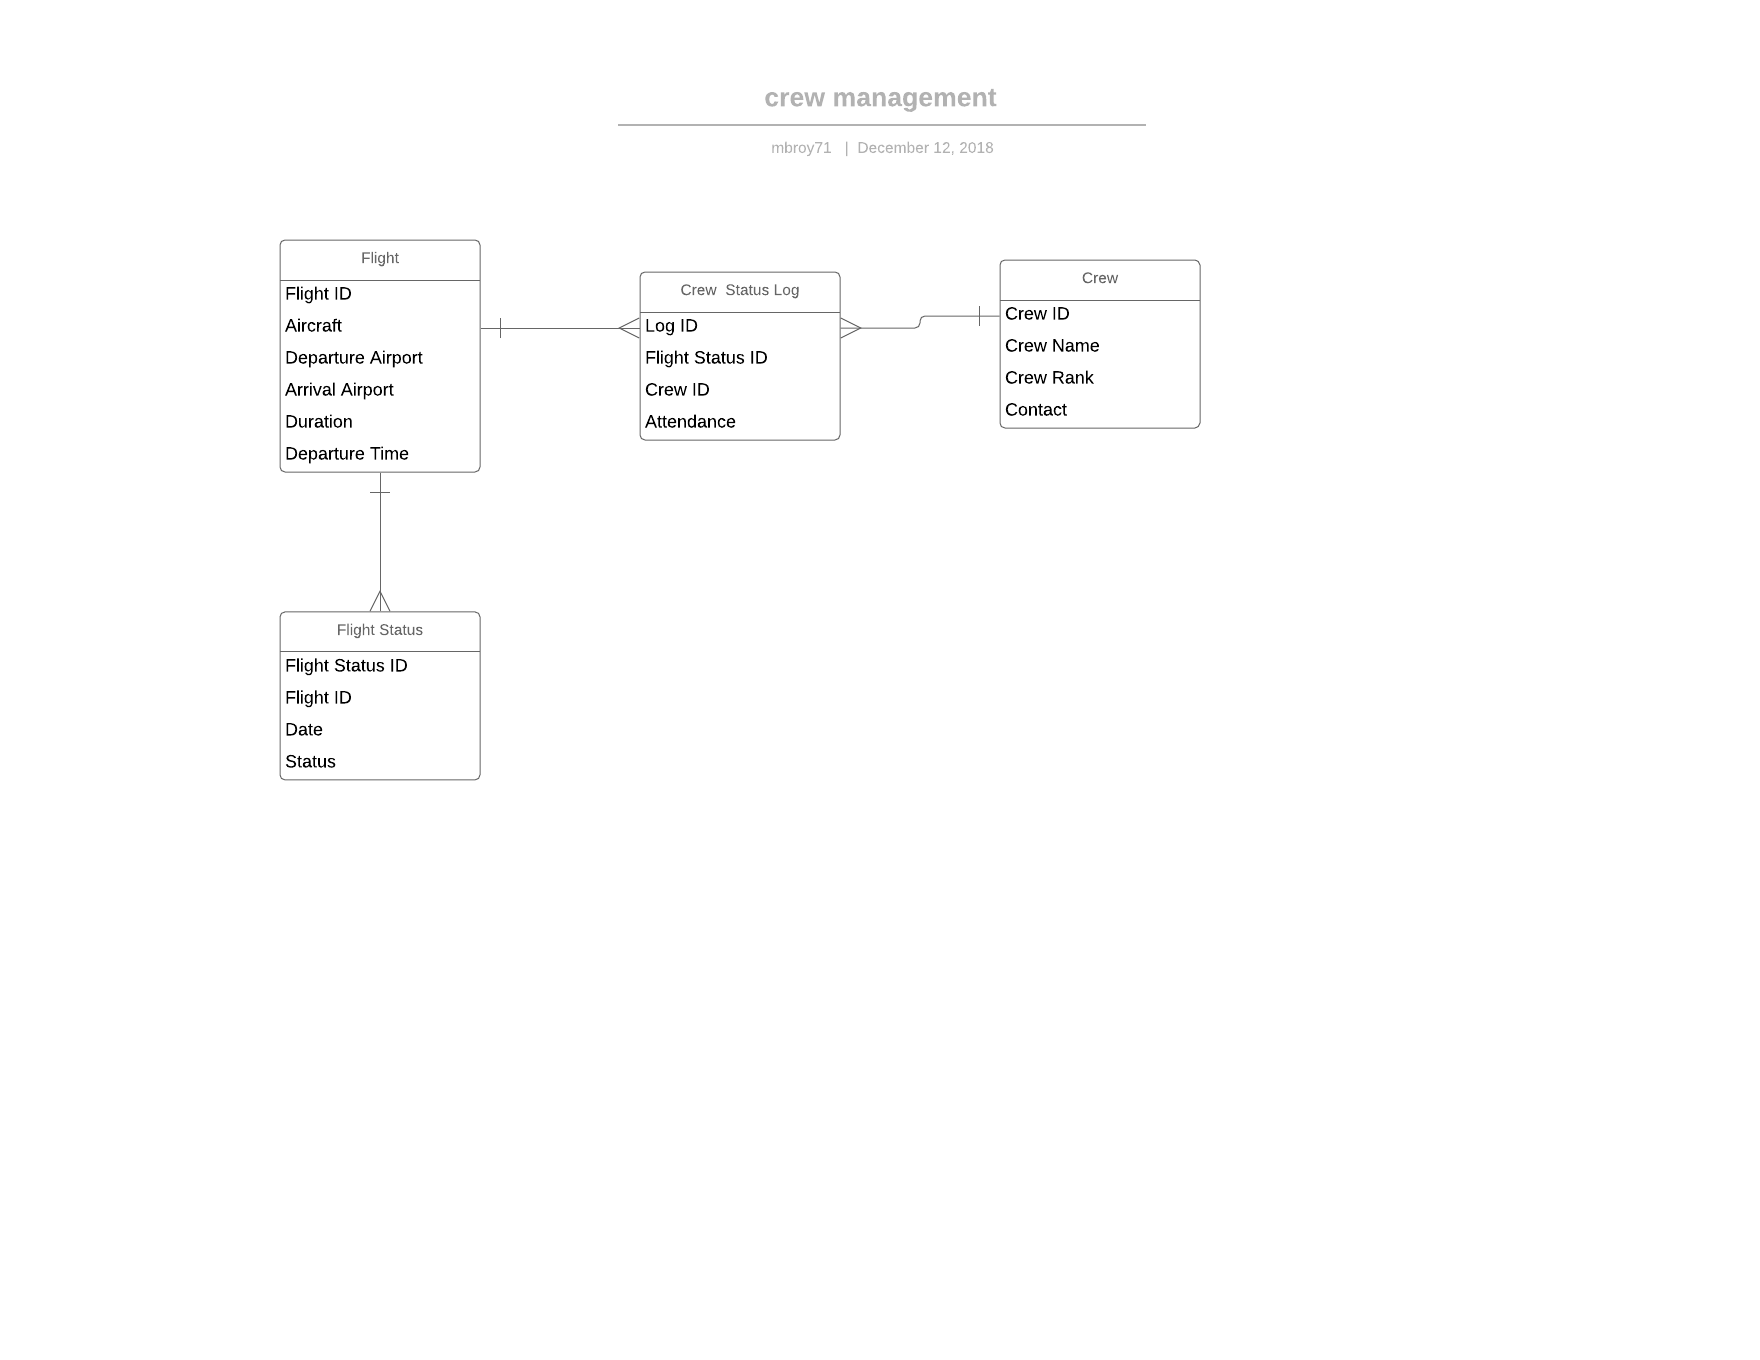 crew management
mbroy71 | December 12, 2018
Flight
Flight ID
Aircraft
Departure Airport
Arrival Airport
Duration
Departure Time
Crew  Status Log
Log ID
Flight Status ID
Crew ID
Attendance
Crew
Crew ID
Crew Name
Crew Rank
Contact
Flight Status
Flight Status ID
Flight ID
Date
Status